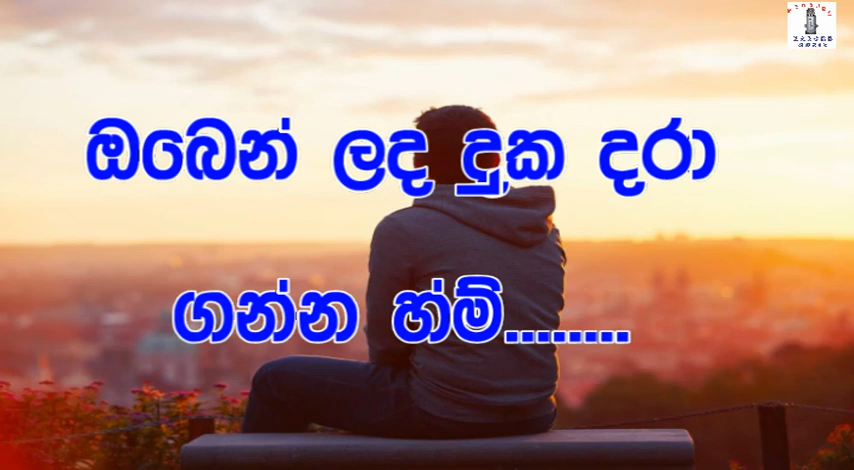 ඔබෙන් ලද දුක දරා
ගන්න හ්ම්........